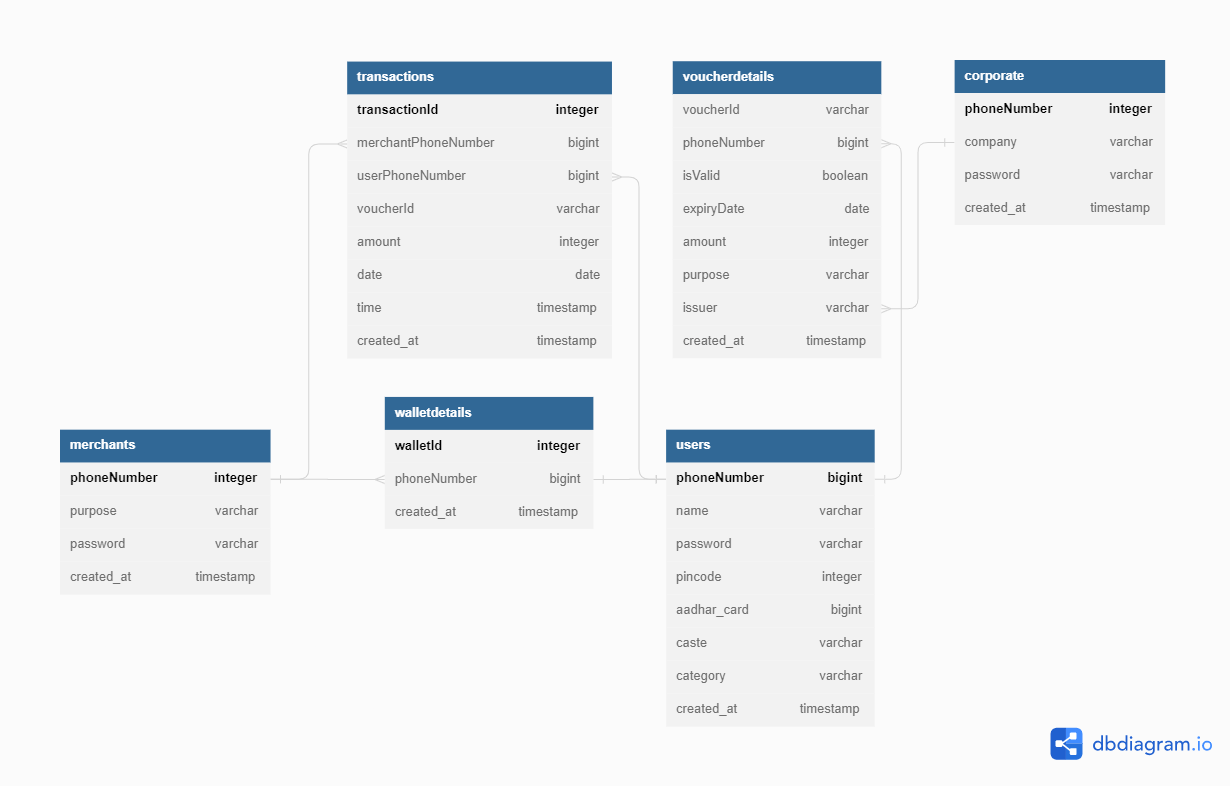 transactions
transactionId integer
merchantPhoneNumber bigint
userPhoneNumber bigint
voucherId varchar
amount integer
date date
time timestamp
created_at timestamp
voucherdetails
voucherId varchar
phoneNumber bigint
isValid boolean
expiryDate date
amount integer
purpose varchar
issuer varchar
created_at timestamp
corporate
phoneNumber integer
company varchar
password varchar
created_at timestamp
merchants
phoneNumber integer
purpose varchar
password varchar
created_at timestamp
walletdetails
walletId integer
phoneNumber bigint
created_at timestamp
users
phoneNumber bigint
name varchar
password varchar
pincode integer
aadhar_card bigint
caste varchar
category varchar
created_at timestamp
dbdiagram.io